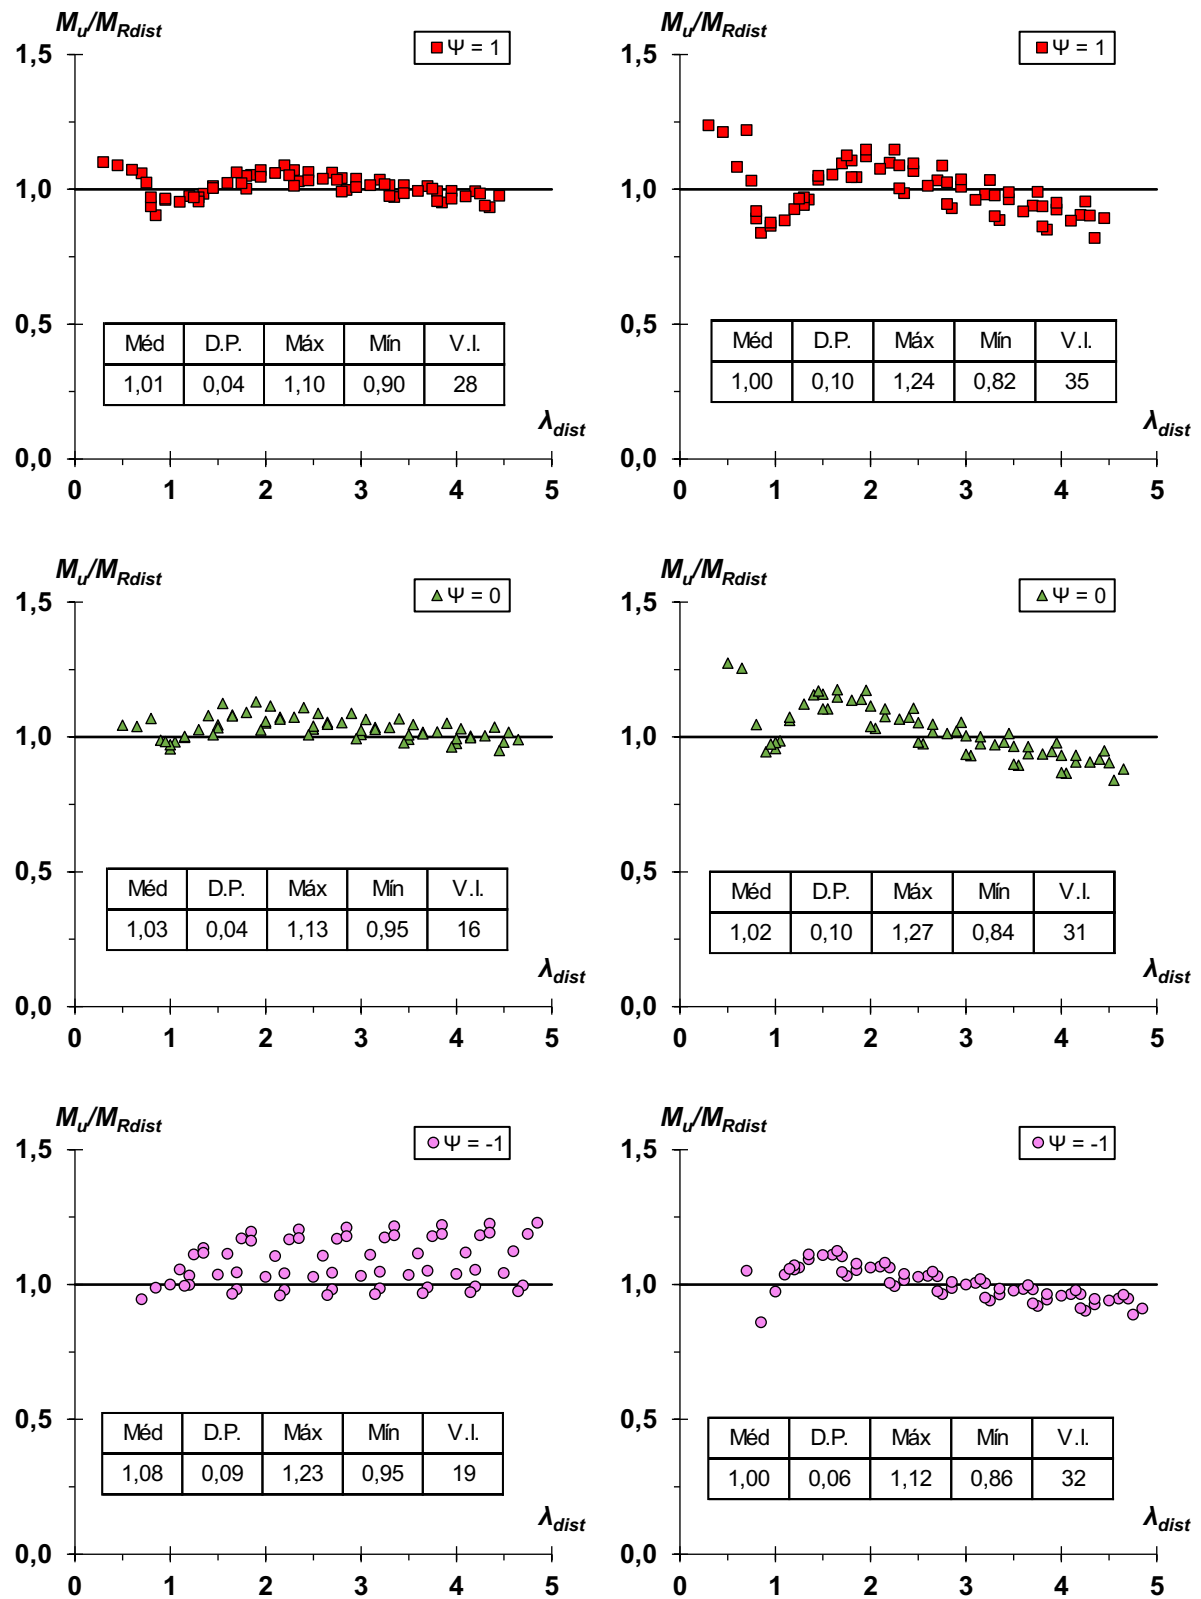 Mu/MRdist
Ψ = 1
1,5
1,0
0,5
0,0
Méd D.P. Máx Mín V.I.
1,01 0,04 1,10 0,90 28
λdist
0 1 2 3 4 5
Mu/MRdist
Ψ = 1
1,5
1,0
0,5
0,0
Méd D.P. Máx Mín V.I.
1,00 0,10 1,24 0,82 35
λdist
0 1 2 3 4 5
Mu/MRdist
Ψ = 0
1,5
1,0
0,5
0,0
Méd D.P. Máx Mín V.I.
1,03 0,04 1,13 0,95 16
λdist
0 1 2 3 4 5
Mu/MRdist
Ψ = 0
1,5
1,0
0,5
0,0
Méd D.P. Máx Mín V.I.
1,02 0,10 1,27 0,84 31
λdist
0 1 2 3 4 5
Mu/MRdist
Ψ = -1
1,5
1,0
0,5
0,0
Méd D.P. Máx Mín V.I.
1,08 0,09 1,23 0,95 19
λdist
0 1 2 3 4 5
Mu/MRdist
Ψ = -1
1,5
1,0
0,5
0,0
Méd D.P. Máx Mín V.I.
1,00 0,06 1,12 0,86 32
λdist
0 1 2 3 4 5